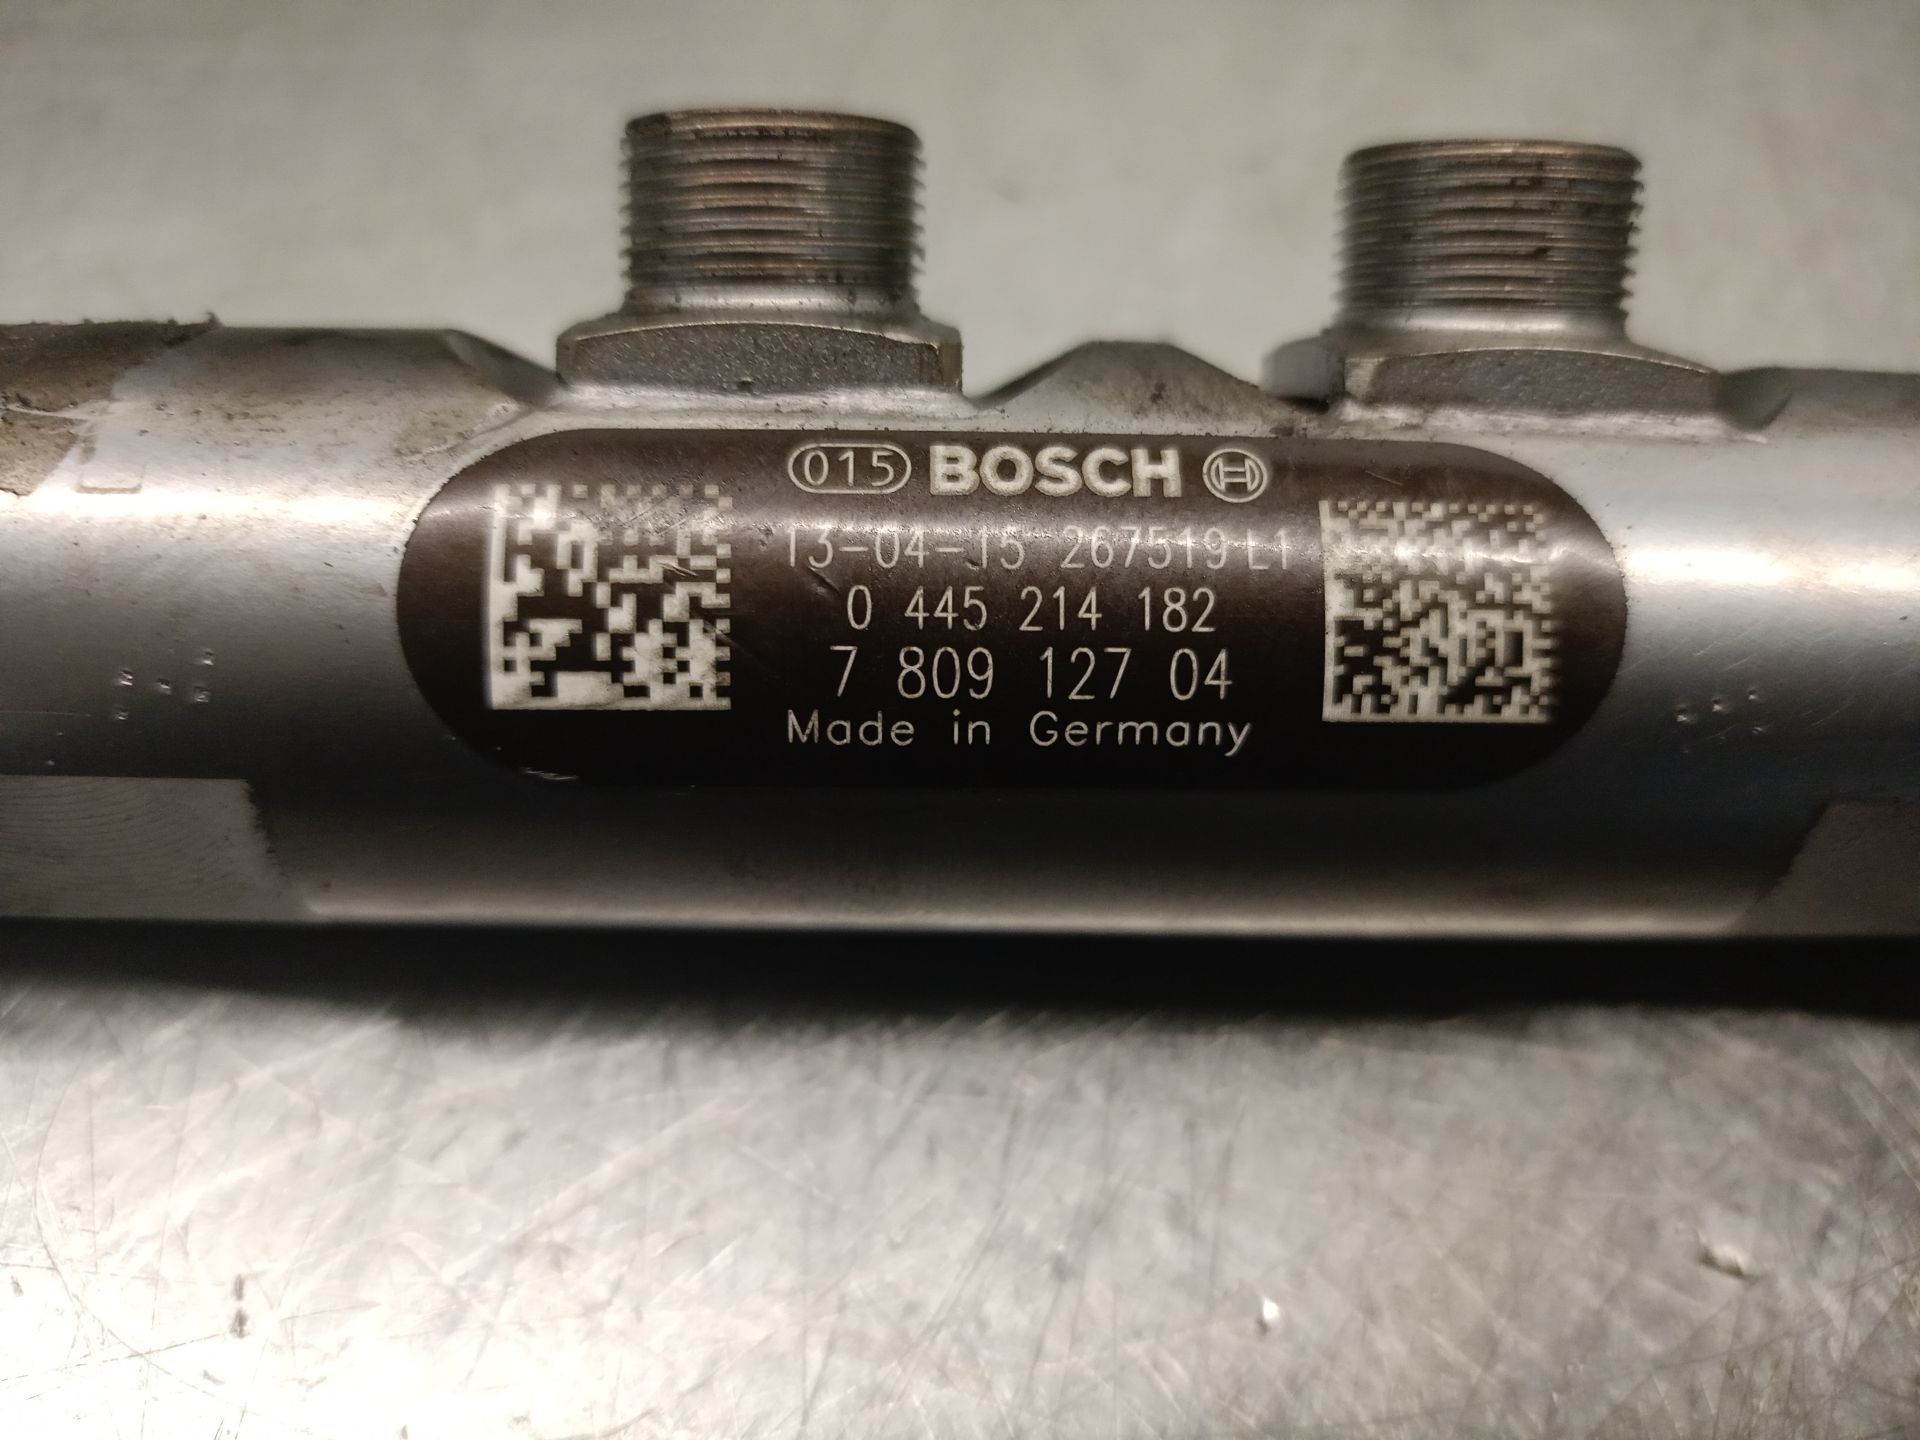 015 BOSCH
13-04-15 267519 L1
0 445 214 182
7 809 127 04
Made in Germany